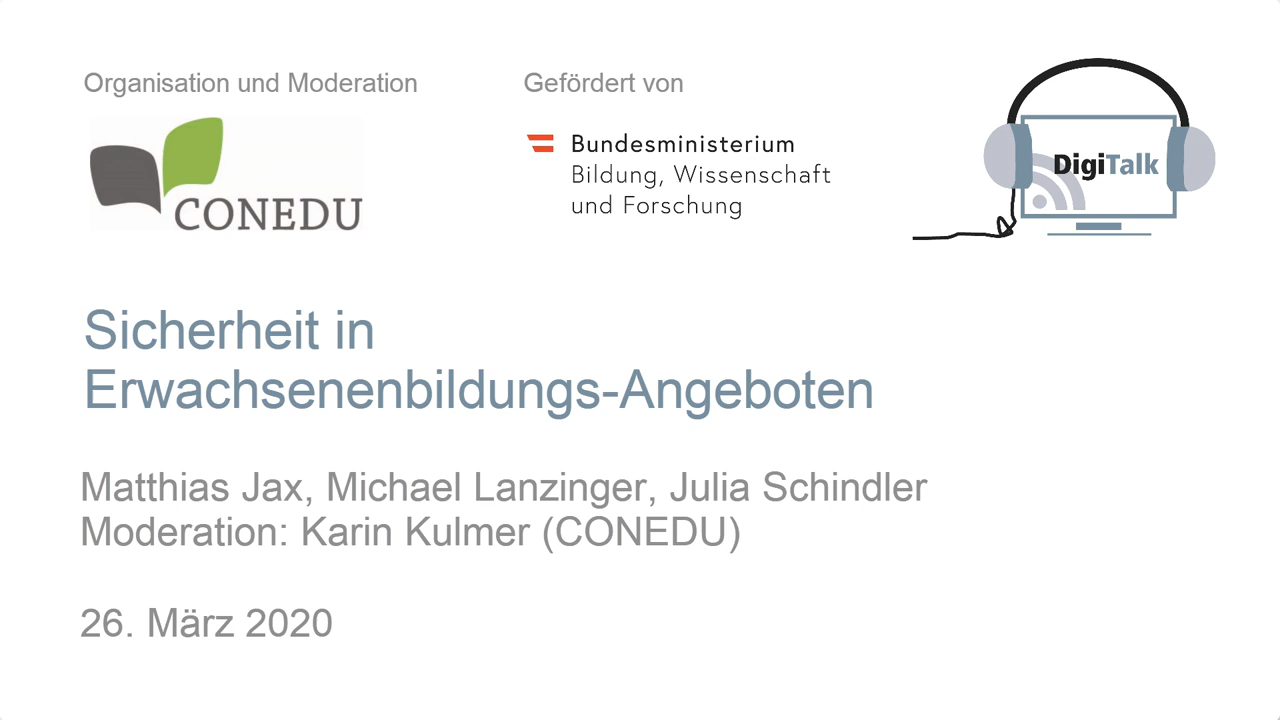 Organisation und Moderation
CONEDU
Gefördert von
Bundesministerium
Bildung, Wissenschaft
und Forschung
DigiTalk
Sicherheit in
Erwachsenenbildungs-Angeboten
Matthias Jax, Michael Lanzinger, Julia Schindler
Moderation: Karin Kulmer (CONEDU)
26. März 2020